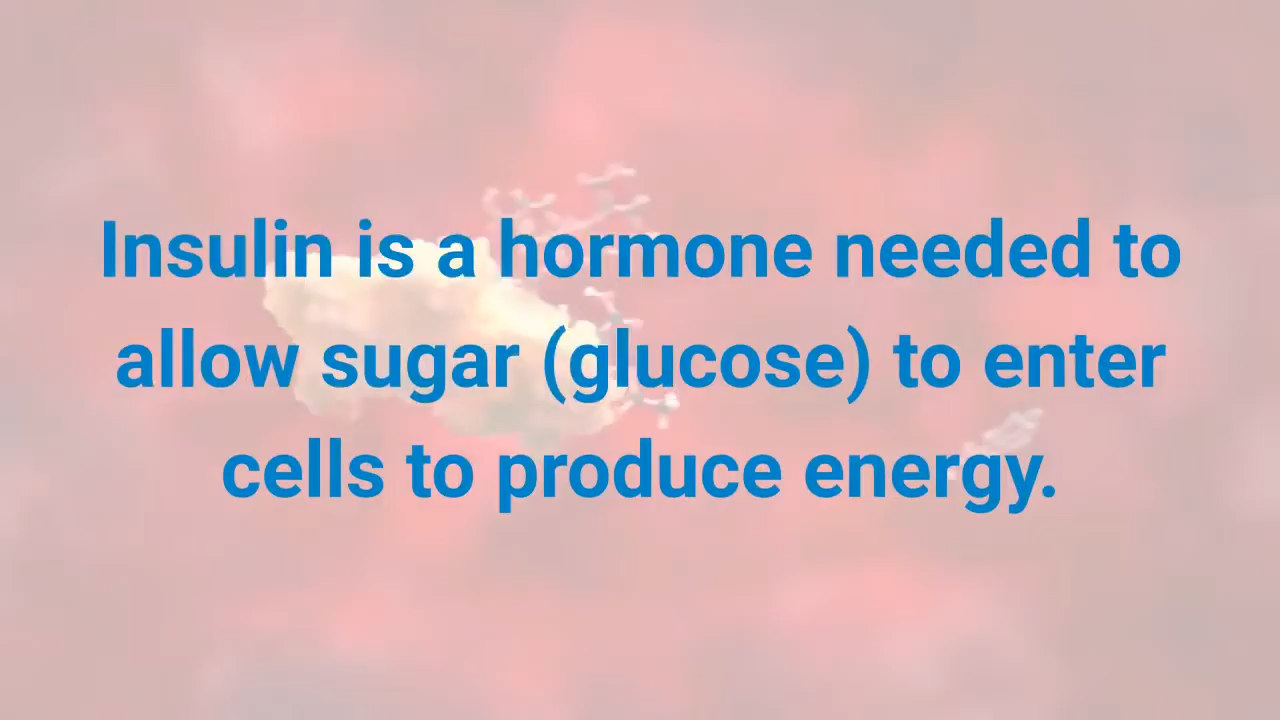 Insulin is a hormone needed to
allow sugar (glucose) to enter
cells to produce energy.